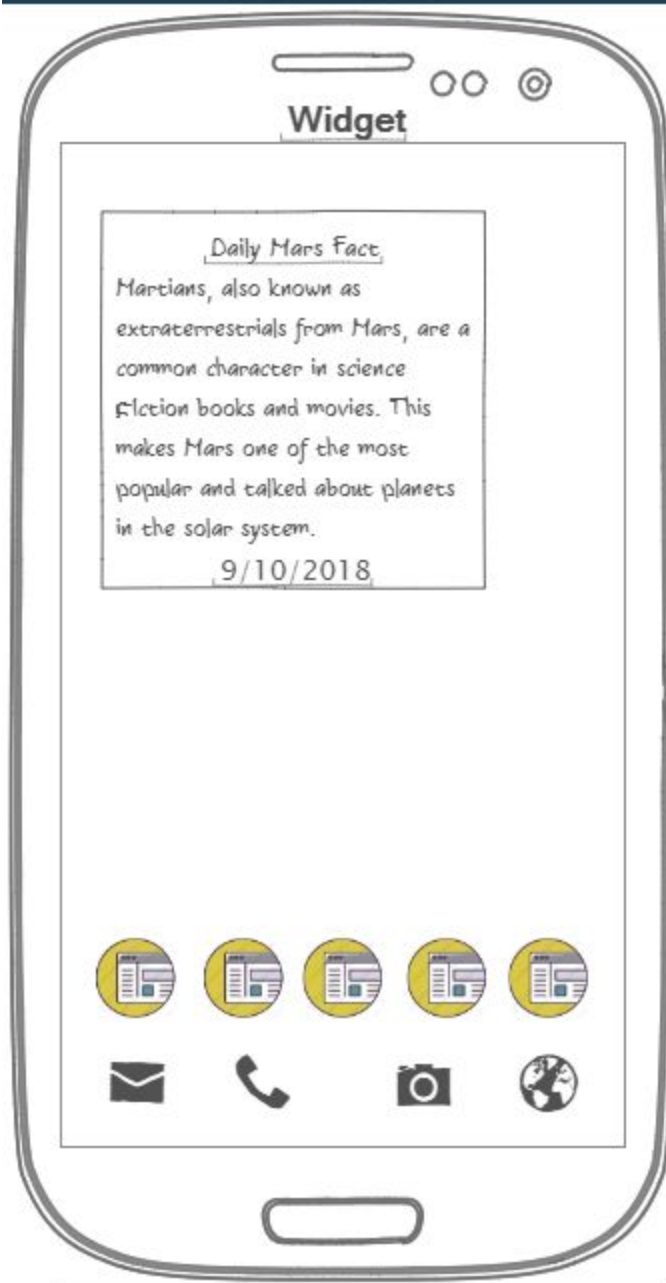 Widget
Daily Mars Fact
Martians, also known as
extraterrestrials from Mars, are a
common character in science
Fiction books and movies. This
makes Mars one of the most
popular and talked about planets
in the solar system.
9/10/2018